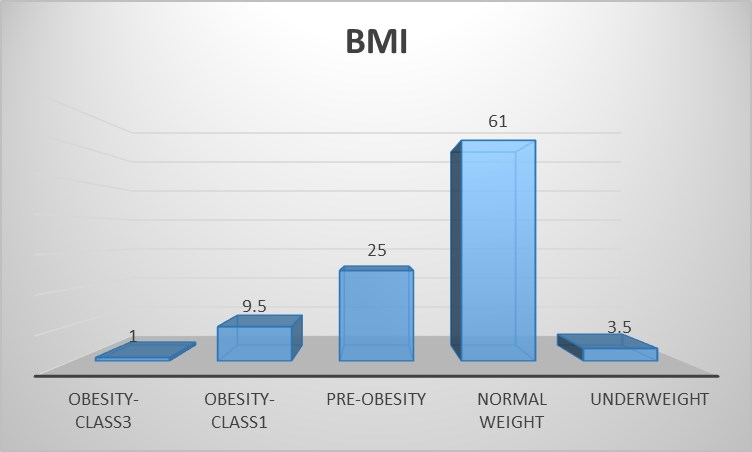 BMI
61
25
9.5
3.5
1
OBESITY-
CLASS3
OBESITY-
CLASS1
PRE-OBESITY
NORMAL
WEIGHT
UNDERWEIGHT